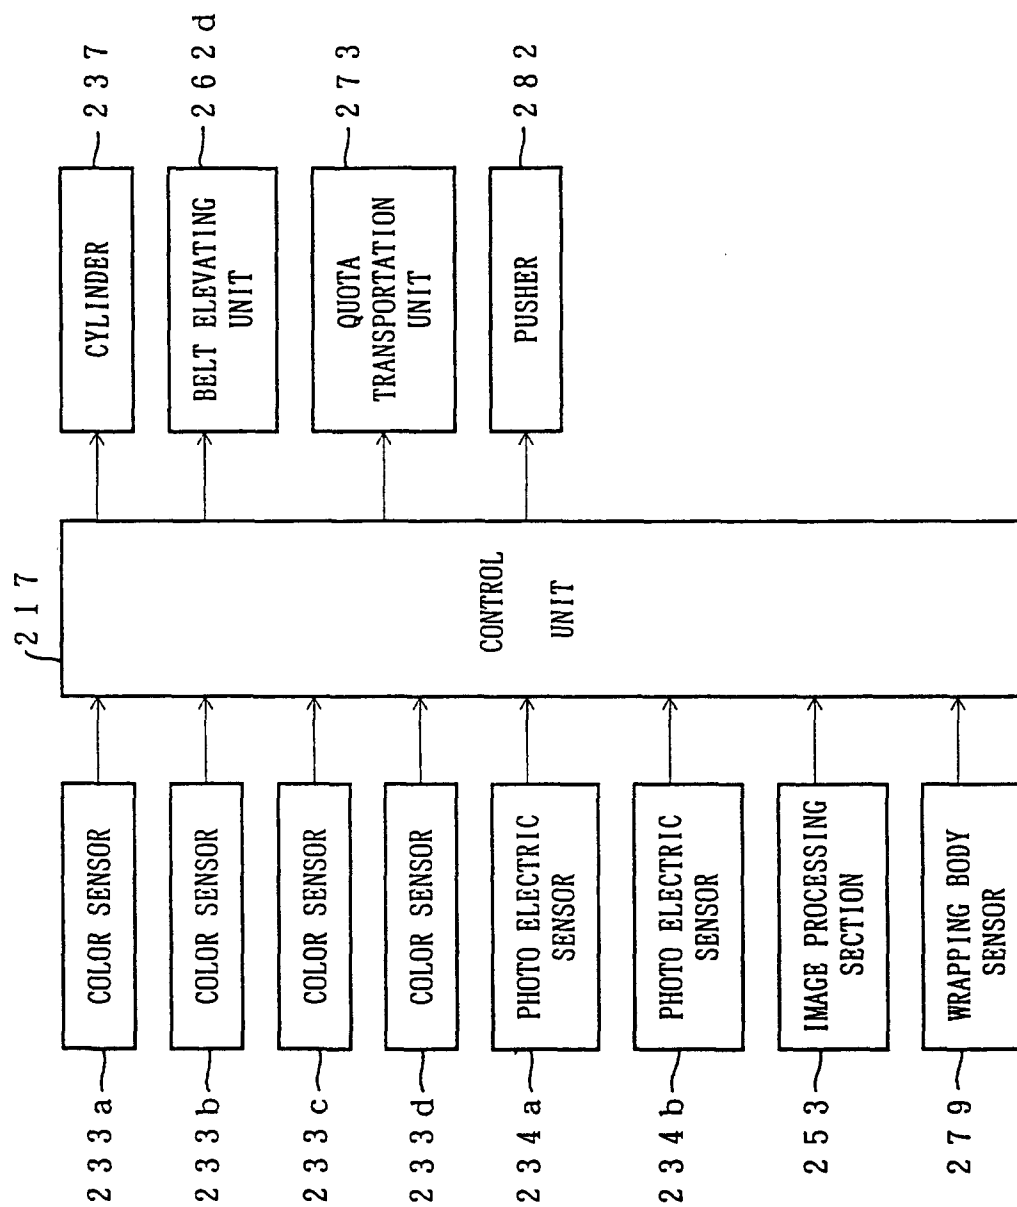 217
233a
COLOR SENSOR
233b
COLOR SENSOR
233c
COLOR SENSOR
233d
COLOR SENSOR
234a
PHOTO ELECTRIC
SENSOR
234b
PHOTO ELECTRIC
SENSOR
253
IMAGE PROCESSING
SECTION
279
WRAPPING BODY
SENSOR
CONTROL
UNIT
CYLINDER
237
BELT ELEVATING
UNIT
262d
QUOTA
TRANSPORTATION
UNIT
273
PUSHER
282